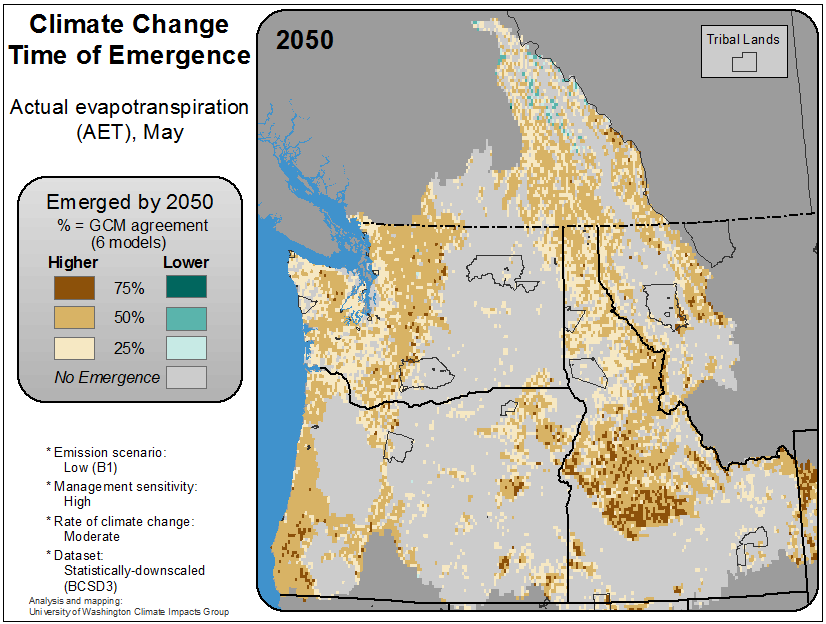 Climate Change
Time of Emergence
Actual evapotranspiration
(AET), May
Emerged by 2050
% = GCM agreement
(6 models)
Higher Lower
75%
50%
25%
No Emergence
* Emission scenario:
Low (B1)
* Management sensitivity:
High
* Rate of climate change:
Moderate
* Dataset:
Statistically-downscaled
(BCSD3)
Analysis and mapping:
University of Washington Climate Impacts Group
2050
Tribal Lands